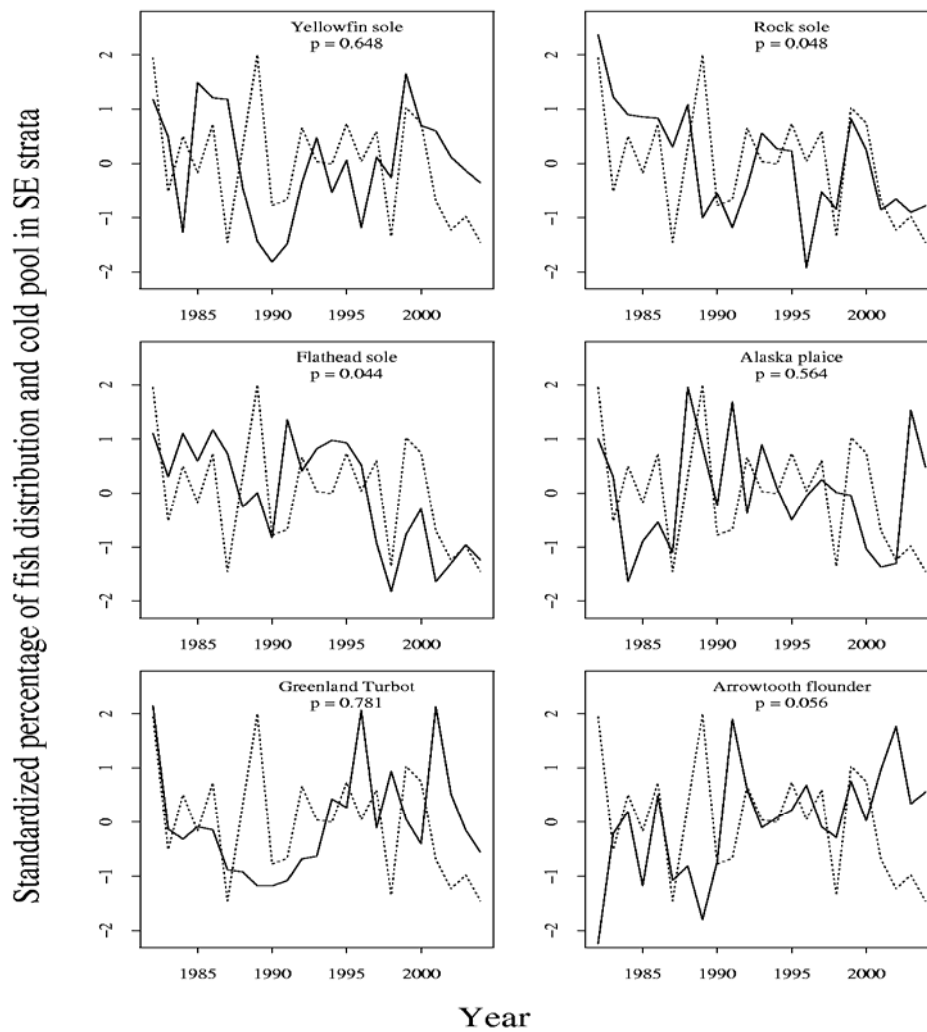 Standardized percentage of fish distribution and cold pool in SE strata
Yellowfin sole
p = 0.648
2
1
0
-1
-2
1985 1990 1995 2000
Rock sole
p = 0.048
2
1
0
-1
-2
1985 1990 1995 2000
Flathead sole
p = 0.044
2
1
0
-1
-2
1985 1990 1995 2000
Alaska plaice
p = 0.564
2
1
0
-1
-2
1985 1990 1995 2000
Greenland Turbot
p = 0.781
2
1
0
-1
-2
1985 1990 1995 2000
Arrowtooth flounder
p = 0.056
2
1
0
-1
-2
1985 1990 1995 2000
Year